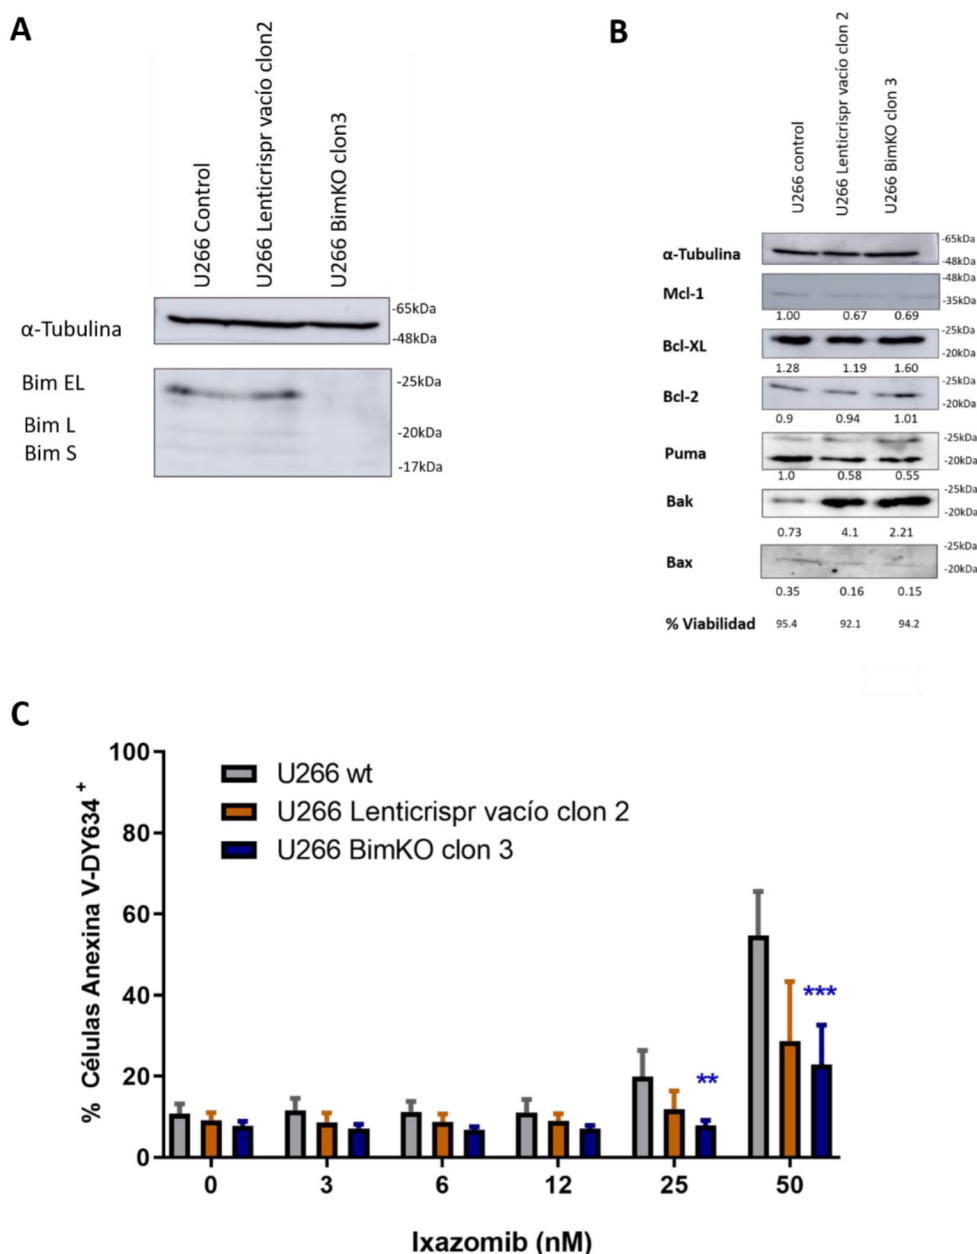 A
U266 Control
U266 Lenticrispr vacío clon2
U266 BimKO clon3
α-Tubulina
-65kDa
-48kDa
Bim EL
Bim L
Bim S
-25kDa
-20kDa
-17kDa
B
U266 control
U266 Lenticrispr vacío clon 2
U266 BimKO clon 3
α-Tubulina
-65kDa
-48kDa
Mcl-1
-48kDa
-35kDa
1.00 0.67 0.69
Bcl-XL
-25kDa
-20kDa
1.28 1.19 1.60
Bcl-2
-25kDa
-20kDa
0.9 0.94 1.01
Puma
-25kDa
-20kDa
1.0 0.58 0.55
Bak
-25kDa
-20kDa
0.73 4.1 2.21
Bax
-25kDa
-20kDa
0.35 0.16 0.15
% Viabilidad 95.4 92.1 94.2
C
% Células Anexina V-DY634 +
100
80
60
40
20
0
U266 wt
U266 Lenticrispr vacío clon 2
U266 BimKO clon 3
**
***
0 3 6 12 25 50
Ixazomib (nM)